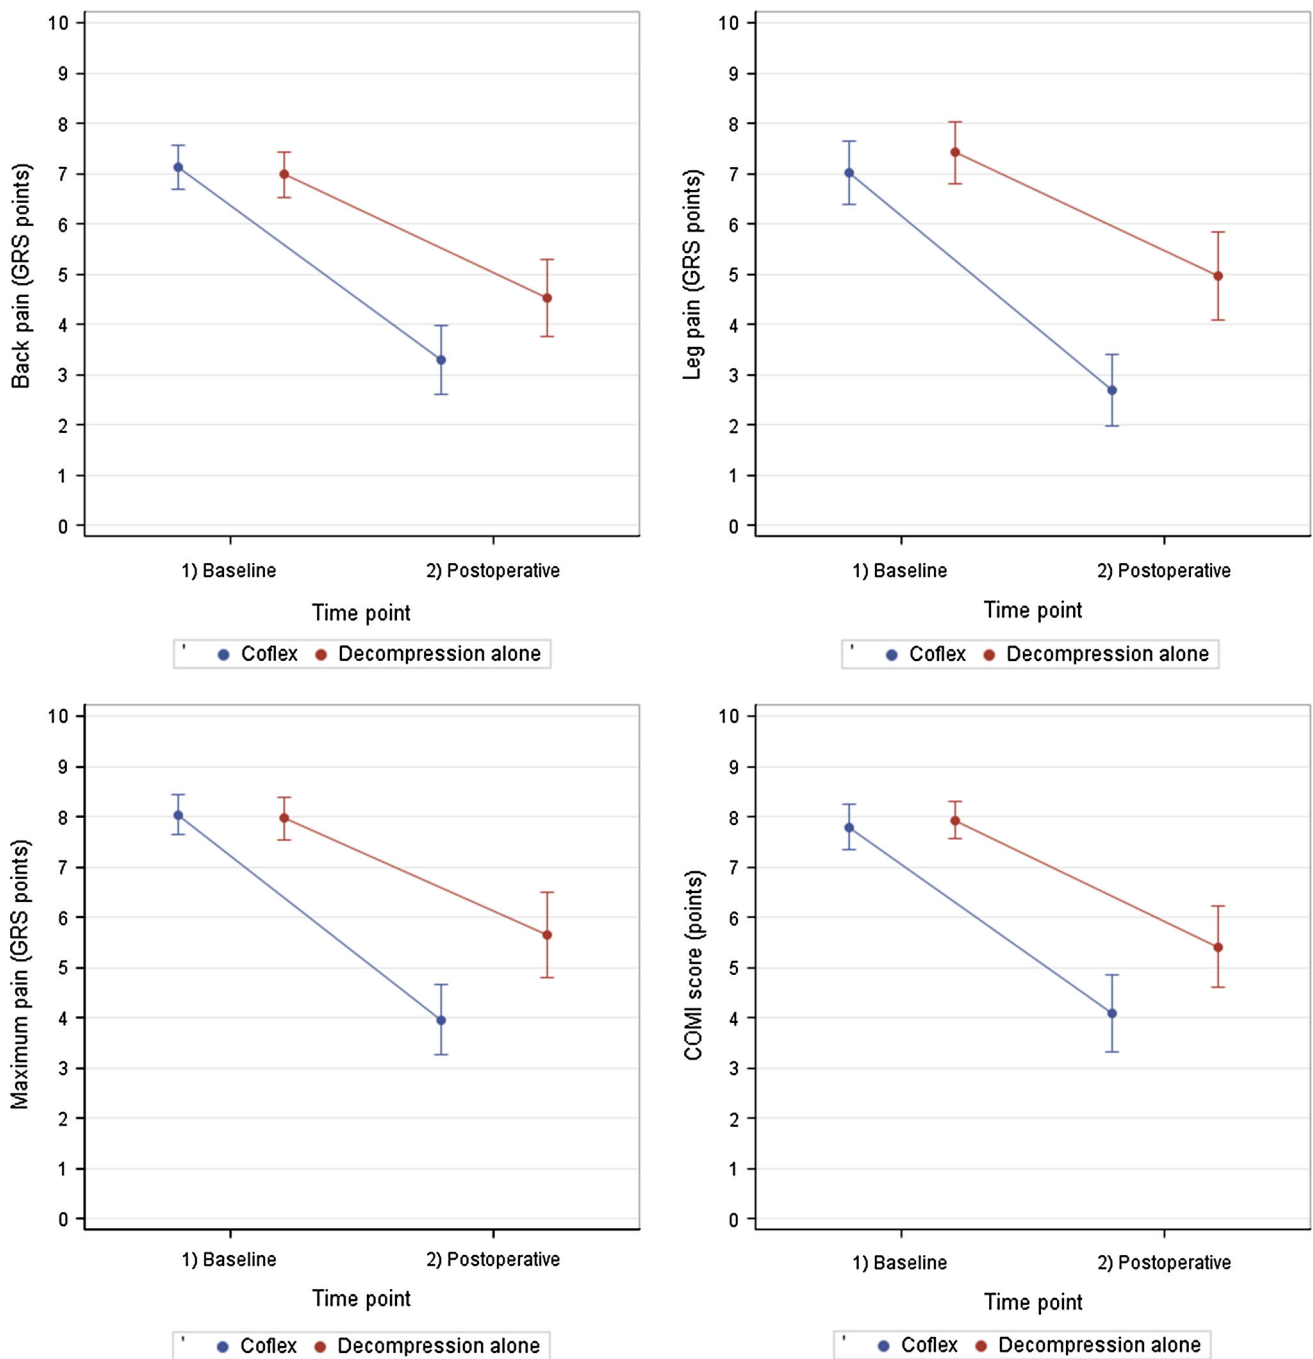 Back pain (GRS points)
10
9
8
7
6
5
4
3
2
1
0
1) Baseline 2) Postoperative
Time point
' Coflex Decompression alone
Leg pain (GRS points)
10
9
8
7
6
5
4
3
2
1
0
1) Baseline 2) Postoperative
Time point
' Coflex Decompression alone
Maximum pain (GRS points)
10
9
8
7
6
5
4
3
2
1
0
1) Baseline 2) Postoperative
Time point
' Coflex Decompression alone
COMI score (points)
10
9
8
7
6
5
4
3
2
1
0
1) Baseline 2) Postoperative
Time point
' Coflex Decompression alone